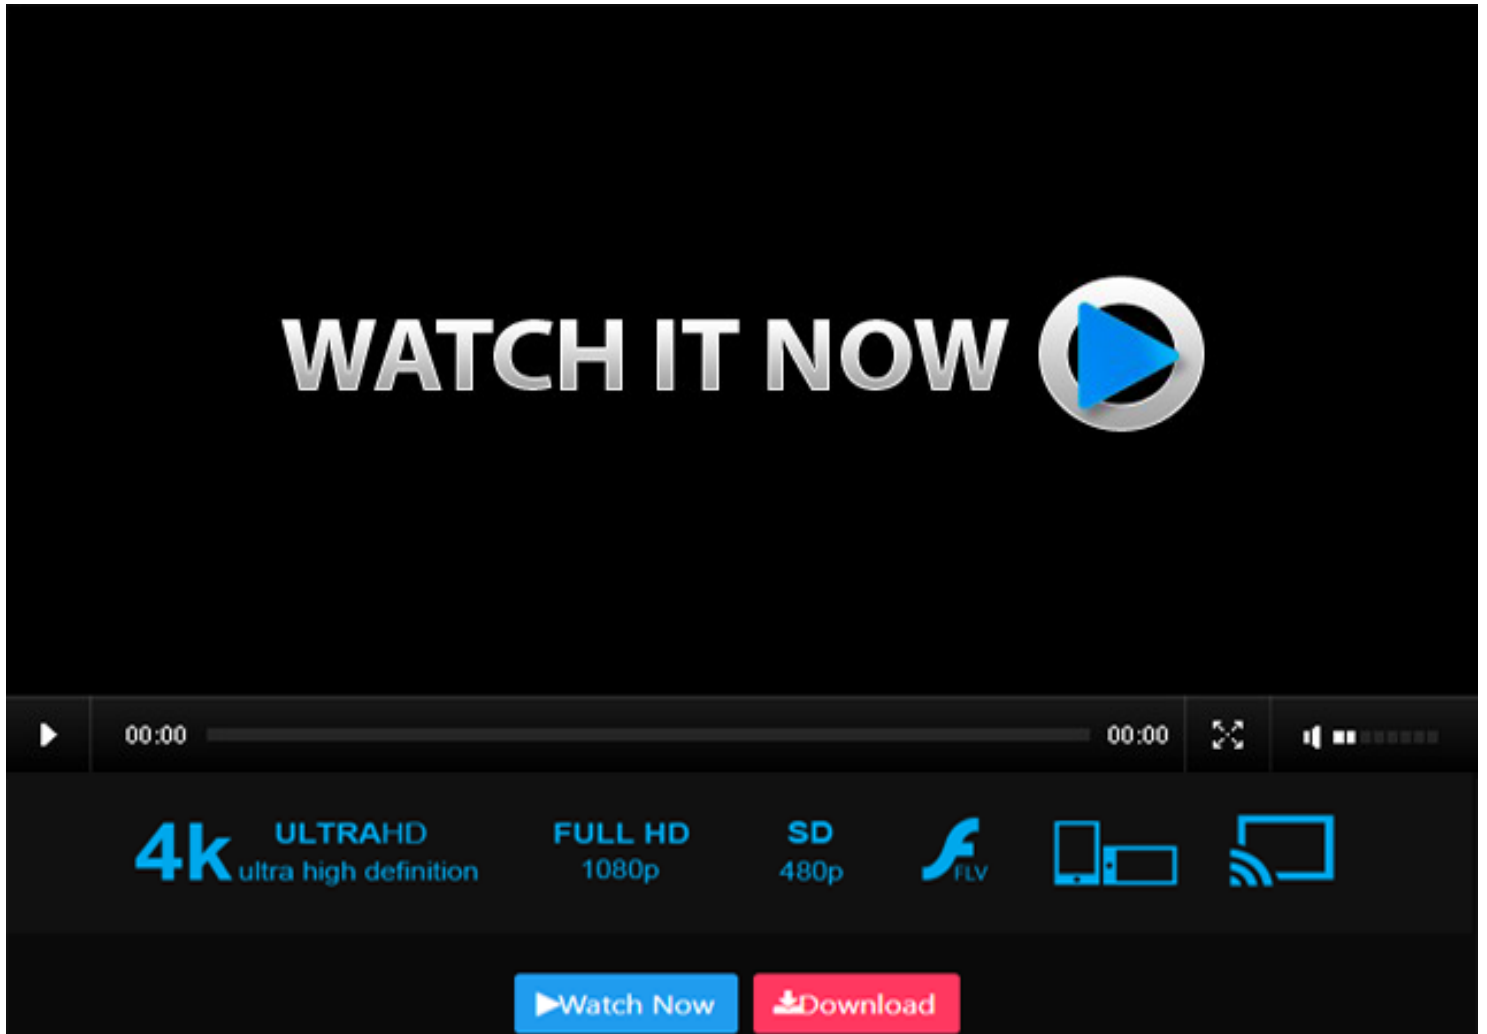 WATCH IT NOW
00:00 00:00
4k ULTRAHD
ultra high definition
FULL HD
1080p
SD
480p
FLV
Watch Now
Download